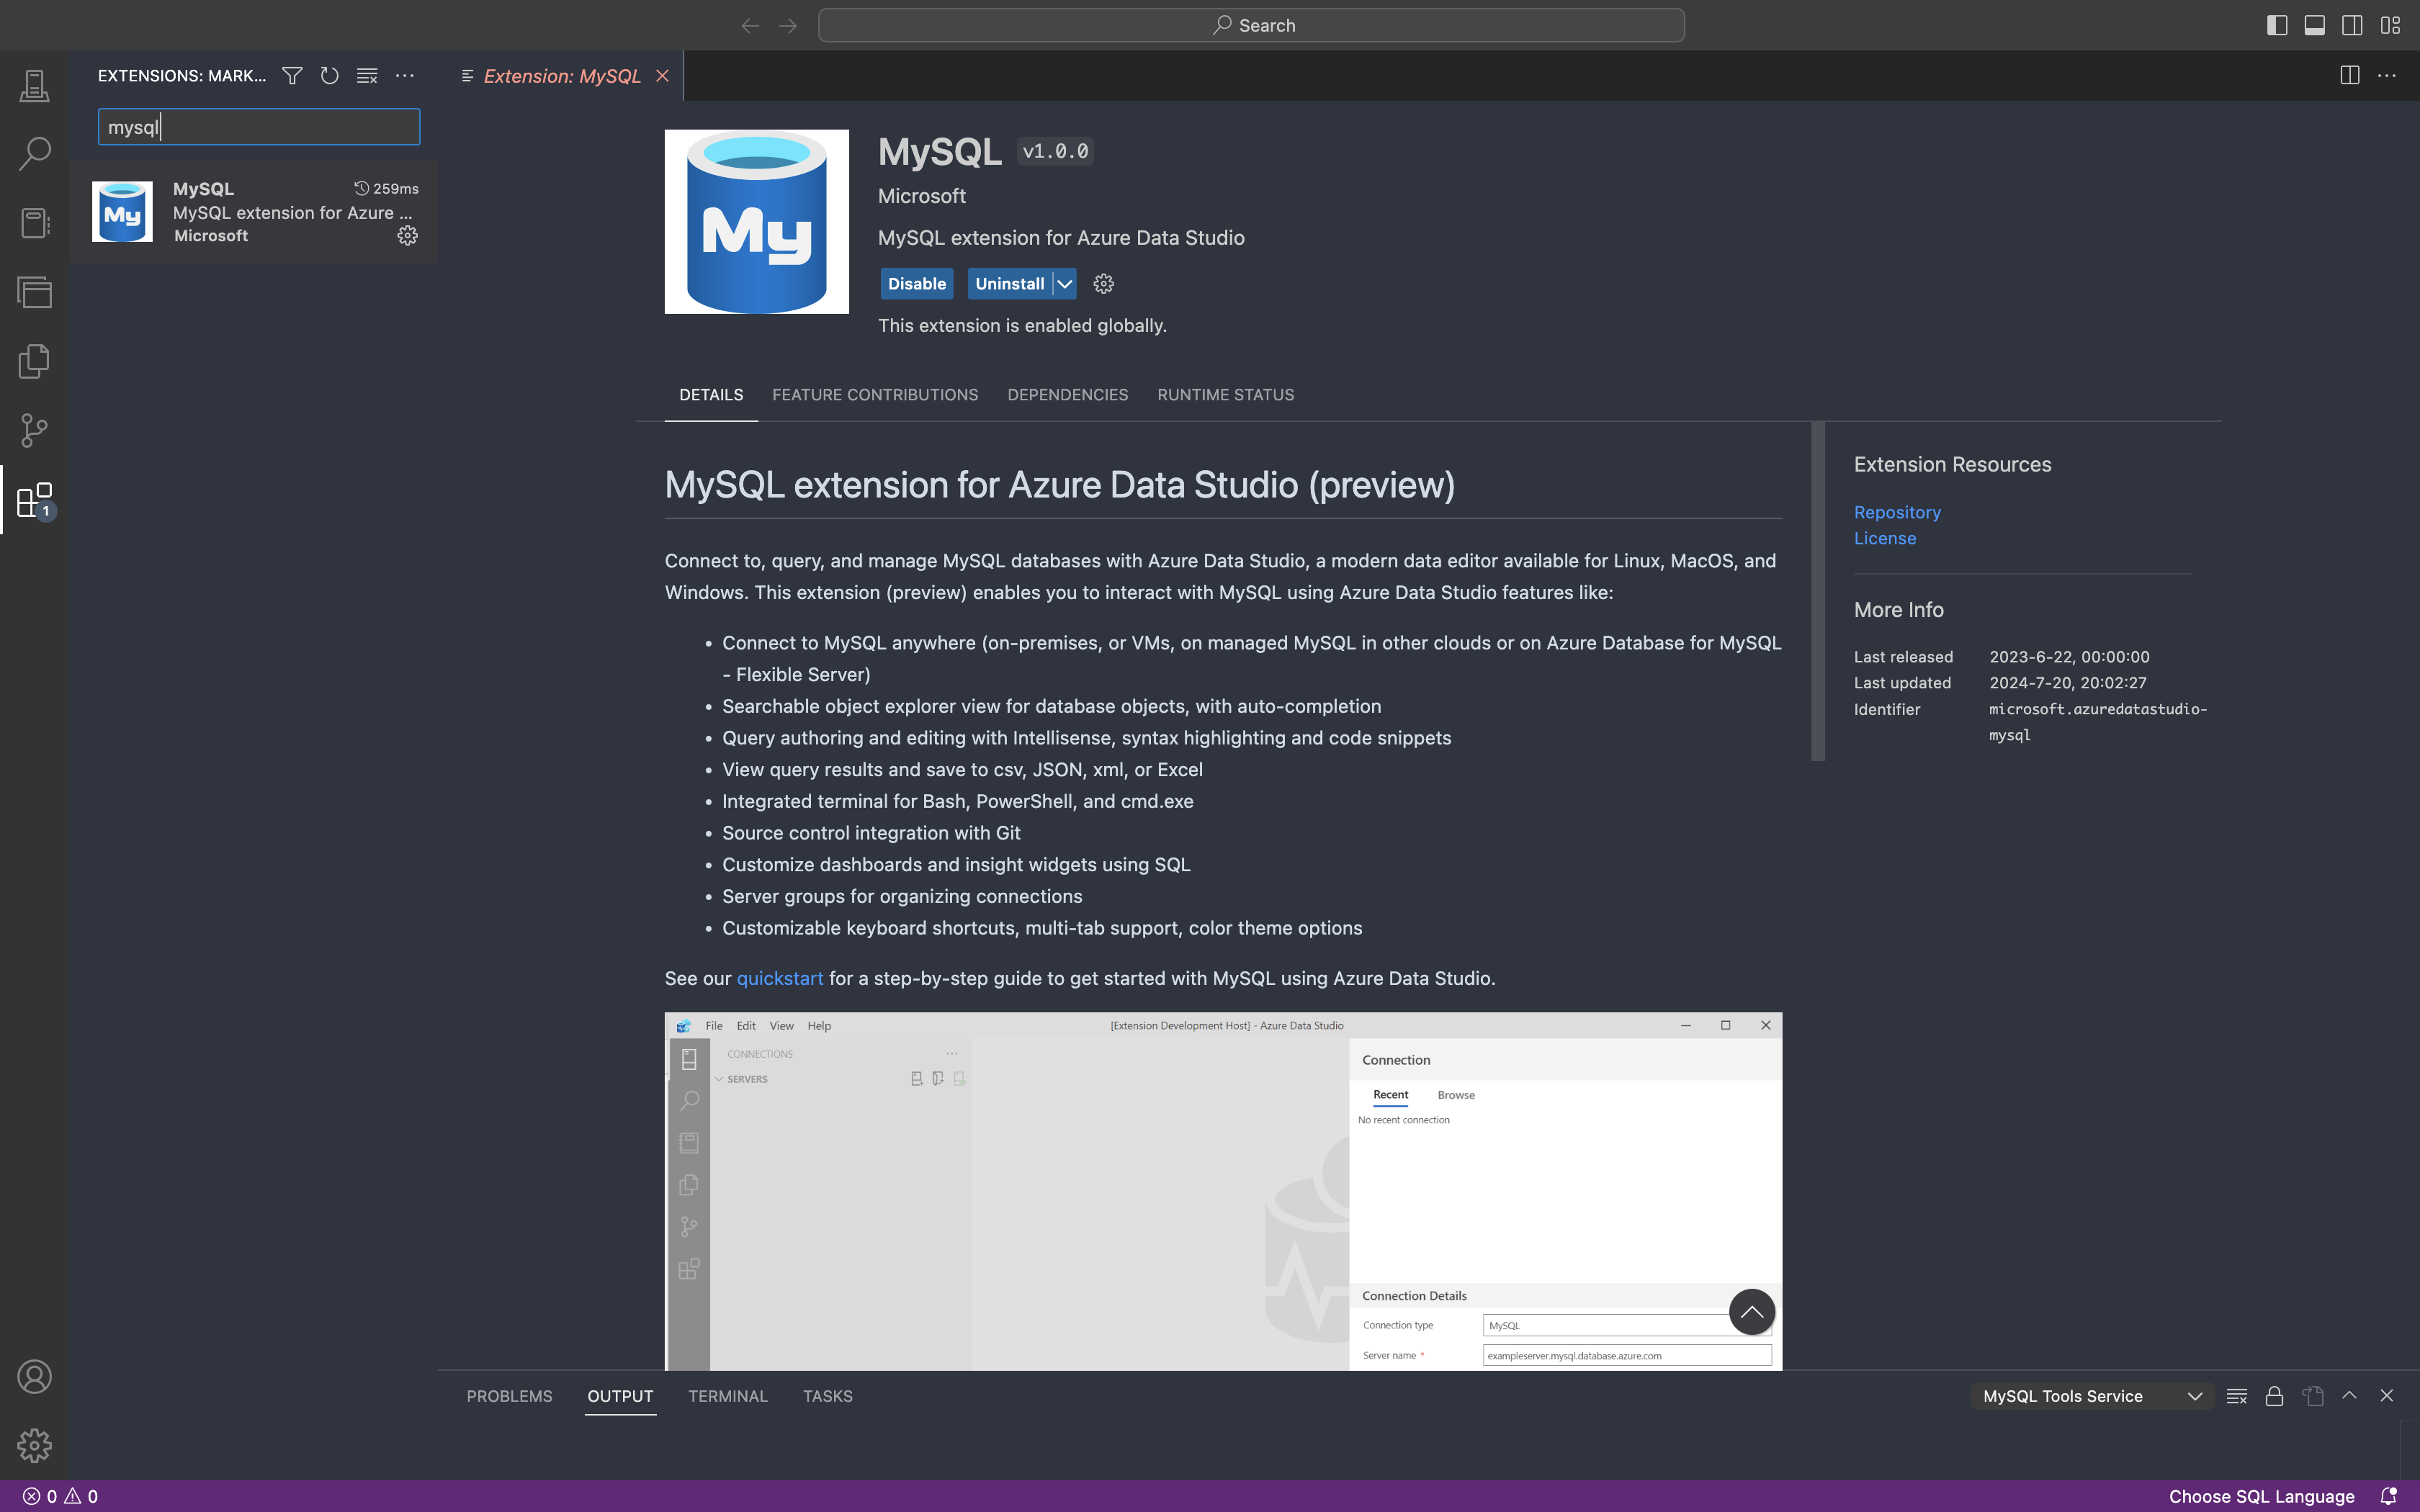 Search
EXTENSIONS: MARK...
mysql
MySQL
259ms
MySQL extension for Azure ...
Microsoft
1
Extension: MySQL
My
My
MySQL v1.0.0
Microsoft
MySQL extension for Azure Data Studio
Disable Uninstall
This extension is enabled globally.
DETAILS FEATURE CONTRIBUTIONS DEPENDENCIES RUNTIME STATUS
MySQL extension for Azure Data Studio (preview)
Connect to, query, and manage MySQL databases with Azure Data Studio, a modern data editor available for Linux, MacOS, and
Windows. This extension (preview) enables you to interact with MySQL using Azure Data Studio features like:
• Connect to MySQL anywhere (on-premises, or VMs, on managed MySQL in other clouds or on Azure Database for MySQL
- Flexible Server)
• Searchable object explorer view for database objects, with auto-completion
• Query authoring and editing with Intellisense, syntax highlighting and code snippets
• View query results and save to csv, JSON, xml, or Excel
• Integrated terminal for Bash, PowerShell, and cmd.exe
• Source control integration with Git
• Customize dashboards and insight widgets using SQL
• Server groups for organizing connections
• Customizable keyboard shortcuts, multi-tab support, color theme options
See our quickstart for a step-by-step guide to get started with MySQL using Azure Data Studio.
File Edit View Help
[Extension Development Host] - Azure Data Studio
CONNECTIONS
SERVERS
Connection
Recent Browse
No recent connection
Connection Details
Connection type MySQL
Server name * exampleserver.mysql.database.azure.com
Extension Resources
Repository
License
More Info
Last released 2023-6-22, 00:00:00
Last updated 2024-7-20, 20:02:27
Identifier microsoft.azuredatastudio-
mysql
PROBLEMS OUTPUT TERMINAL TASKS
MySQL Tools Service
0 0
Choose SQL Language